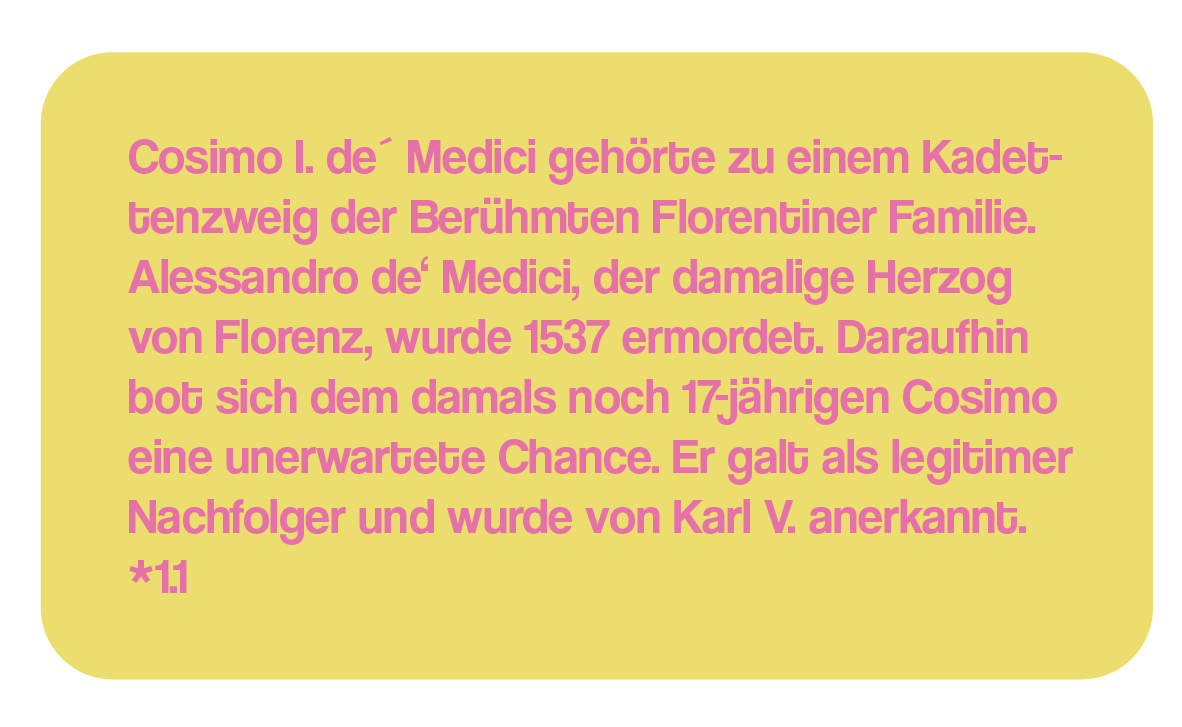 Cosimo I. de´ Medici gehörte zu einem Kadet-
tenzweig der Berühmten Florentiner Familie.
Alessandro de‘ Medici, der damalige Herzog
von Florenz, wurde 1537 ermordet. Daraufhin
bot sich dem damals noch 17-jährigen Cosimo
eine unerwartete Chance. Er galt als legitimer
Nachfolger und wurde von Karl V. anerkannt.
*1.1